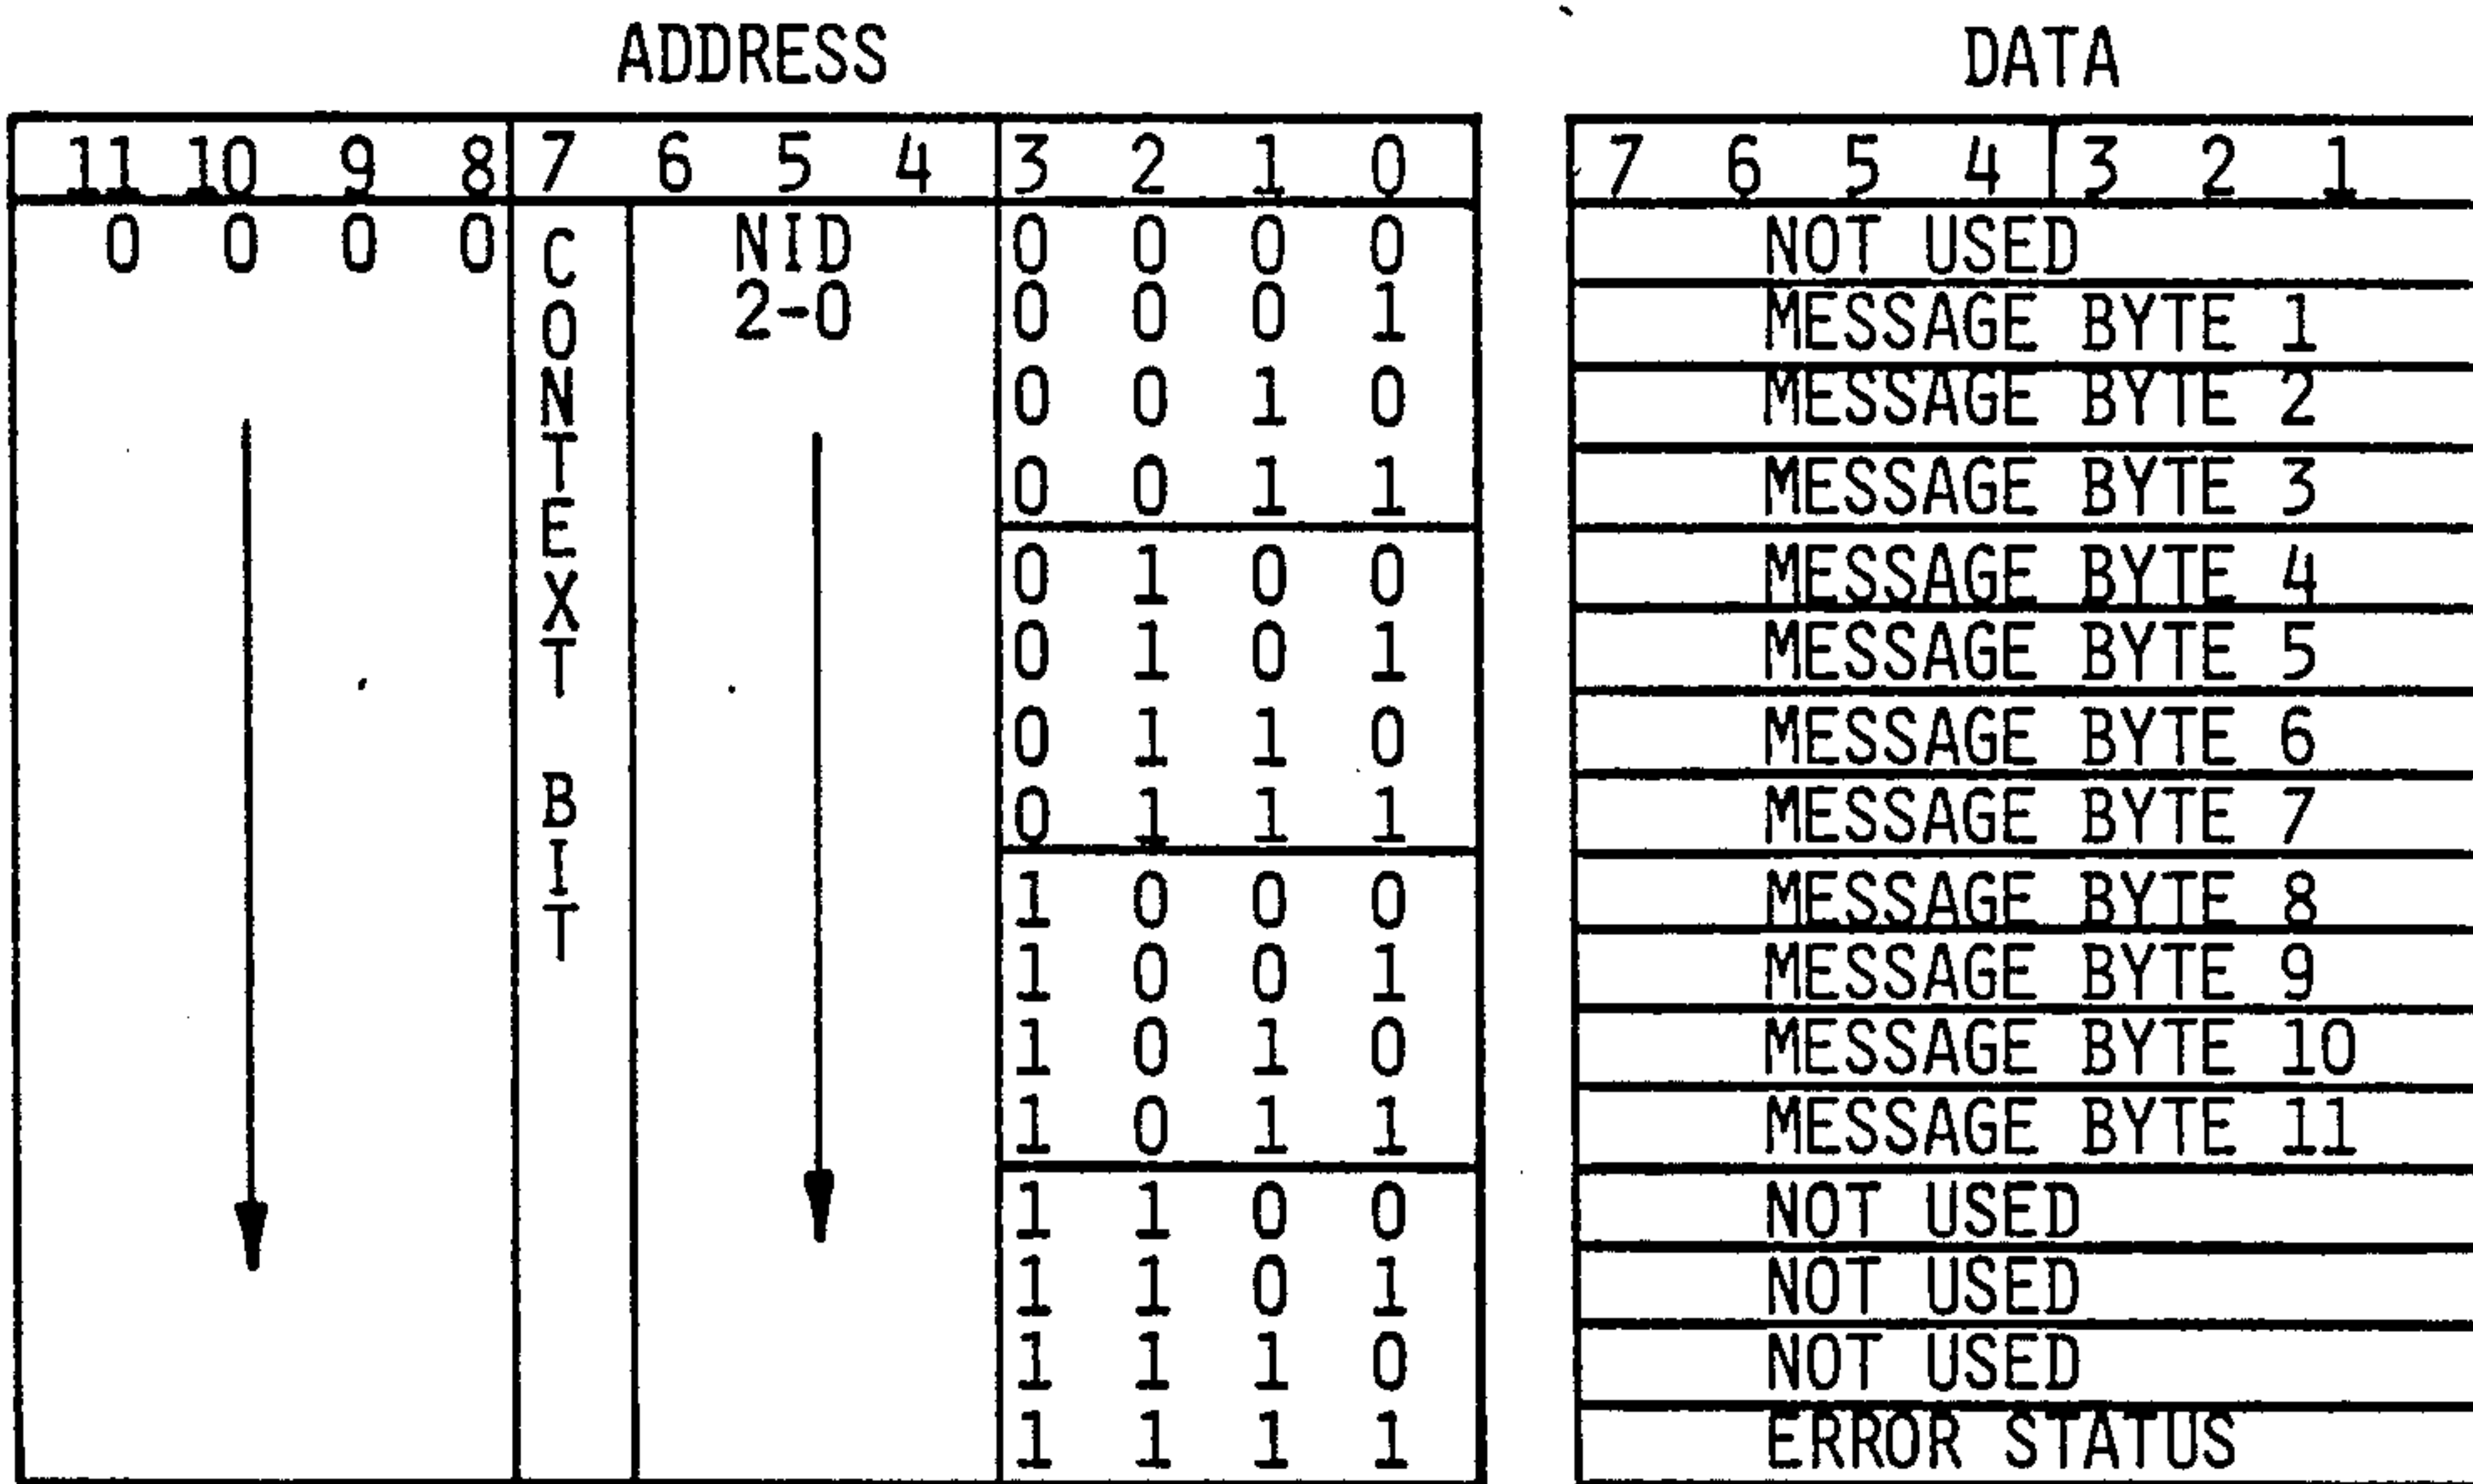 ADDRESS DATA
11 10 9 8 7 6 5 4 3 2 1 0 7 6 5 4 3 2 1
0 0 0 0 CONTEXT BIT NID 0 0 0 0 NOT USED
2-0 0 0 0 1 MESSAGE BYTE 1
0 0 1 0 MESSAGE BYTE 2
0 0 1 1 MESSAGE BYTE 3
0 1 0 0 MESSAGE BYTE 4
0 1 0 1 MESSAGE BYTE 5
0 1 1 0 MESSAGE BYTE 6
0 1 1 1 MESSAGE BYTE 7
1 0 0 0 MESSAGE BYTE 8
1 0 0 1 MESSAGE BYTE 9
1 0 1 0 MESSAGE BYTE 10
1 0 1 1 MESSAGE BYTE 11
1 1 0 0 NOT USED
1 1 0 1 NOT USED
1 1 1 0 NOT USED
1 1 1 1 ERROR STATUS